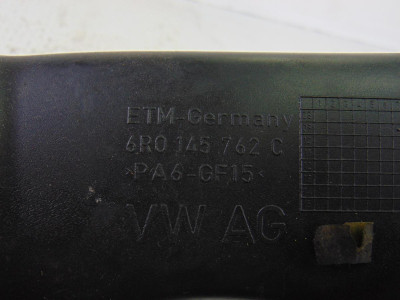 ETM-Germany
6R0 145 762 C
>PA6-GF15<
VW AG